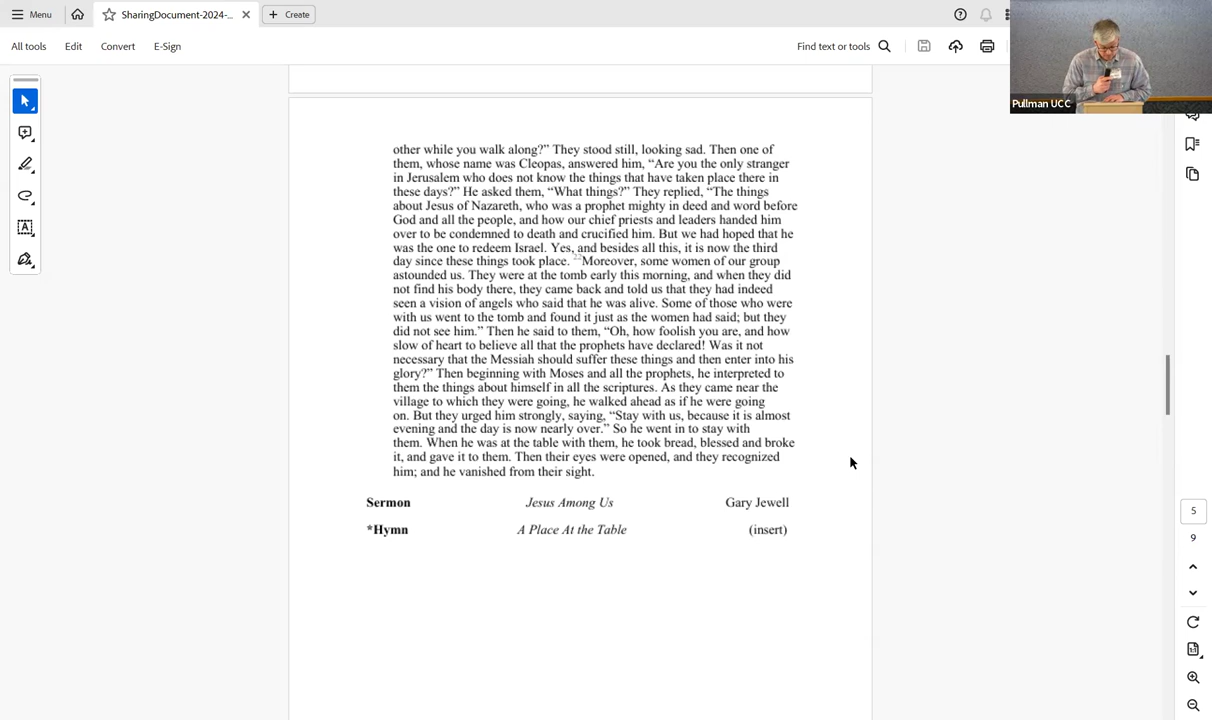 Menu
SharingDocument-2024-...
Create
All tools
Edit
Convert
E-Sign
Find text or tools
Pullman UCC
other while you walk along?” They stood still, looking sad. Then one of
them, whose name was Cleopas, answered him, “Are you the only stranger
in Jerusalem who does not know the things that have taken place there in
these days?” He asked them, “What things?” They replied, “The things
about Jesus of Nazareth, who was a prophet mighty in deed and word before
God and all the people, and how our chief priests and leaders handed him
over to be condemned to death and crucified him. But we had hoped that he
was the one to redeem Israel. Yes, and besides all this, it is now the third
day since these things took place. 22Moreover, some women of our group
astounded us. They were at the tomb early this morning, and when they did
not find his body there, they came back and told us that they had indeed
seen a vision of angels who said that he was alive. Some of those who were
with us went to the tomb and found it just as the women had said; but they
did not see him.” Then he said to them, “Oh, how foolish you are, and how
slow of heart to believe all that the prophets have declared! Was it not
necessary that the Messiah should suffer these things and then enter into his
glory?” Then beginning with Moses and all the prophets, he interpreted to
them the things about himself in all the scriptures. As they came near the
village to which they were going, he walked ahead as if he were going
on. But they urged him strongly, saying, “Stay with us, because it is almost
evening and the day is now nearly over.” So he went in to stay with
them. When he was at the table with them, he took bread, blessed and broke
it, and gave it to them. Then their eyes were opened, and they recognized
him; and he vanished from their sight.
Sermon Jesus Among Us Gary Jewell
*Hymn A Place At the Table (insert)
5
9